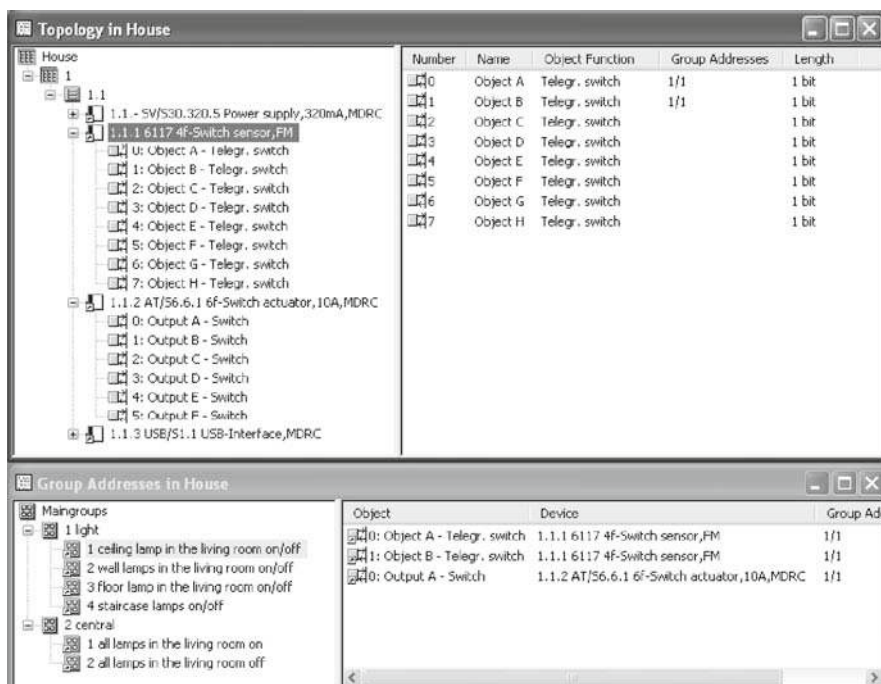 Topology in House
House
1
1.1
1.1.- SV/S30.320.5 Power supply,320mA,MDRC
1.1.1 6117 4f-Switch sensor,FM
0: Object A - Telegr. switch
1: Object B - Telegr. switch
2: Object C - Telegr. switch
3: Object D - Telegr. switch
4: Object E - Telegr. switch
5: Object F - Telegr. switch
6: Object G - Telegr. switch
7: Object H - Telegr. switch
1.1.2 AT/S6.6.1 6f-Switch actuator,10A,MDRC
0: Output A - Switch
1: Output B - Switch
2: Output C - Switch
3: Output D - Switch
4: Output E - Switch
5: Output F - Switch
1.1.3 USB/S1.1 USB-Interface,MDRC
Number Name Object Function Group Addresses Length
0 Object A Telegr. switch 1/1 1 bit
1 Object B Telegr. switch 1/1 1 bit
2 Object C Telegr. switch 1 bit
3 Object D Telegr. switch 1 bit
4 Object E Telegr. switch 1 bit
5 Object F Telegr. switch 1 bit
6 Object G Telegr. switch 1 bit
7 Object H Telegr. switch 1 bit
Group Addresses in House
Maingroups
1 light
1 ceiling lamp in the living room on/off
2 wall lamps in the living room on/off
3 floor lamp in the living room on/off
4 staircase lamps on/off
2 central
1 all lamps in the living room on
2 all lamps in the living room off
Object Device Group Ad
0: Object A - Telegr. switch 1.1.1 6117 4f-Switch sensor,FM 1/1
1: Object B - Telegr. switch 1.1.1 6117 4f-Switch sensor,FM 1/1
0: Output A - Switch 1.1.2 AT/S6.6.1 6f-Switch actuator,10A,MDRC 1/1